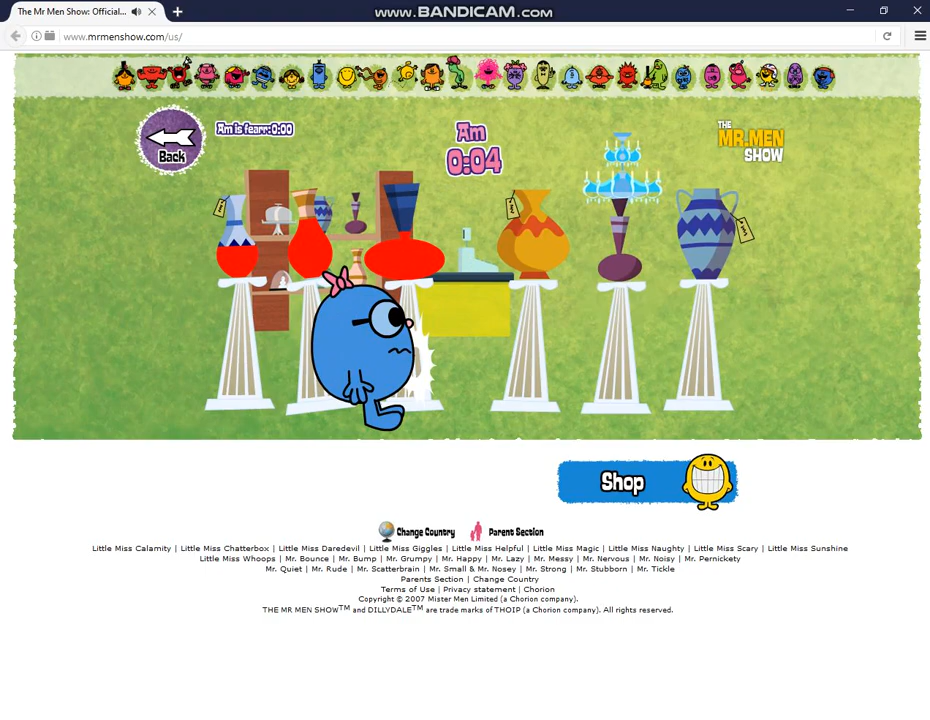 The Mr Men Show: Official...
www.BANDICAM.com
www.mrmenshow.com/us/
Back
Am is fearr:0:00
Am
0:04
THE
MR.MEN
SHOW
Shop
Change Country
Parent Section
Little Miss Calamity | Little Miss Chatterbox | Little Miss Daredevil | Little Miss Giggles | Little Miss Helpful | Little Miss Magic | Little Miss Naughty | Little Miss Scary | Little Miss Sunshine
Little Miss Whoops | Mr. Bounce | Mr. Bump | Mr. Grumpy | Mr. Happy | Mr. Lazy | Mr. Messy | Mr. Nervous | Mr. Noisy | Mr. Pernickety
Mr. Quiet | Mr. Rude | Mr. Scatterbrain | Mr. Small & Mr. Nosey | Mr. Strong | Mr. Stubborn | Mr. Tickle
Parents Section | Change Country
Terms of Use | Privacy statement | Chorion
Copyright © 2007 Mister Men Limited (a Chorion company).
THE MR MEN SHOW™ and DILLYDALE™ are trade marks of THOIP (a Chorion company). All rights reserved.